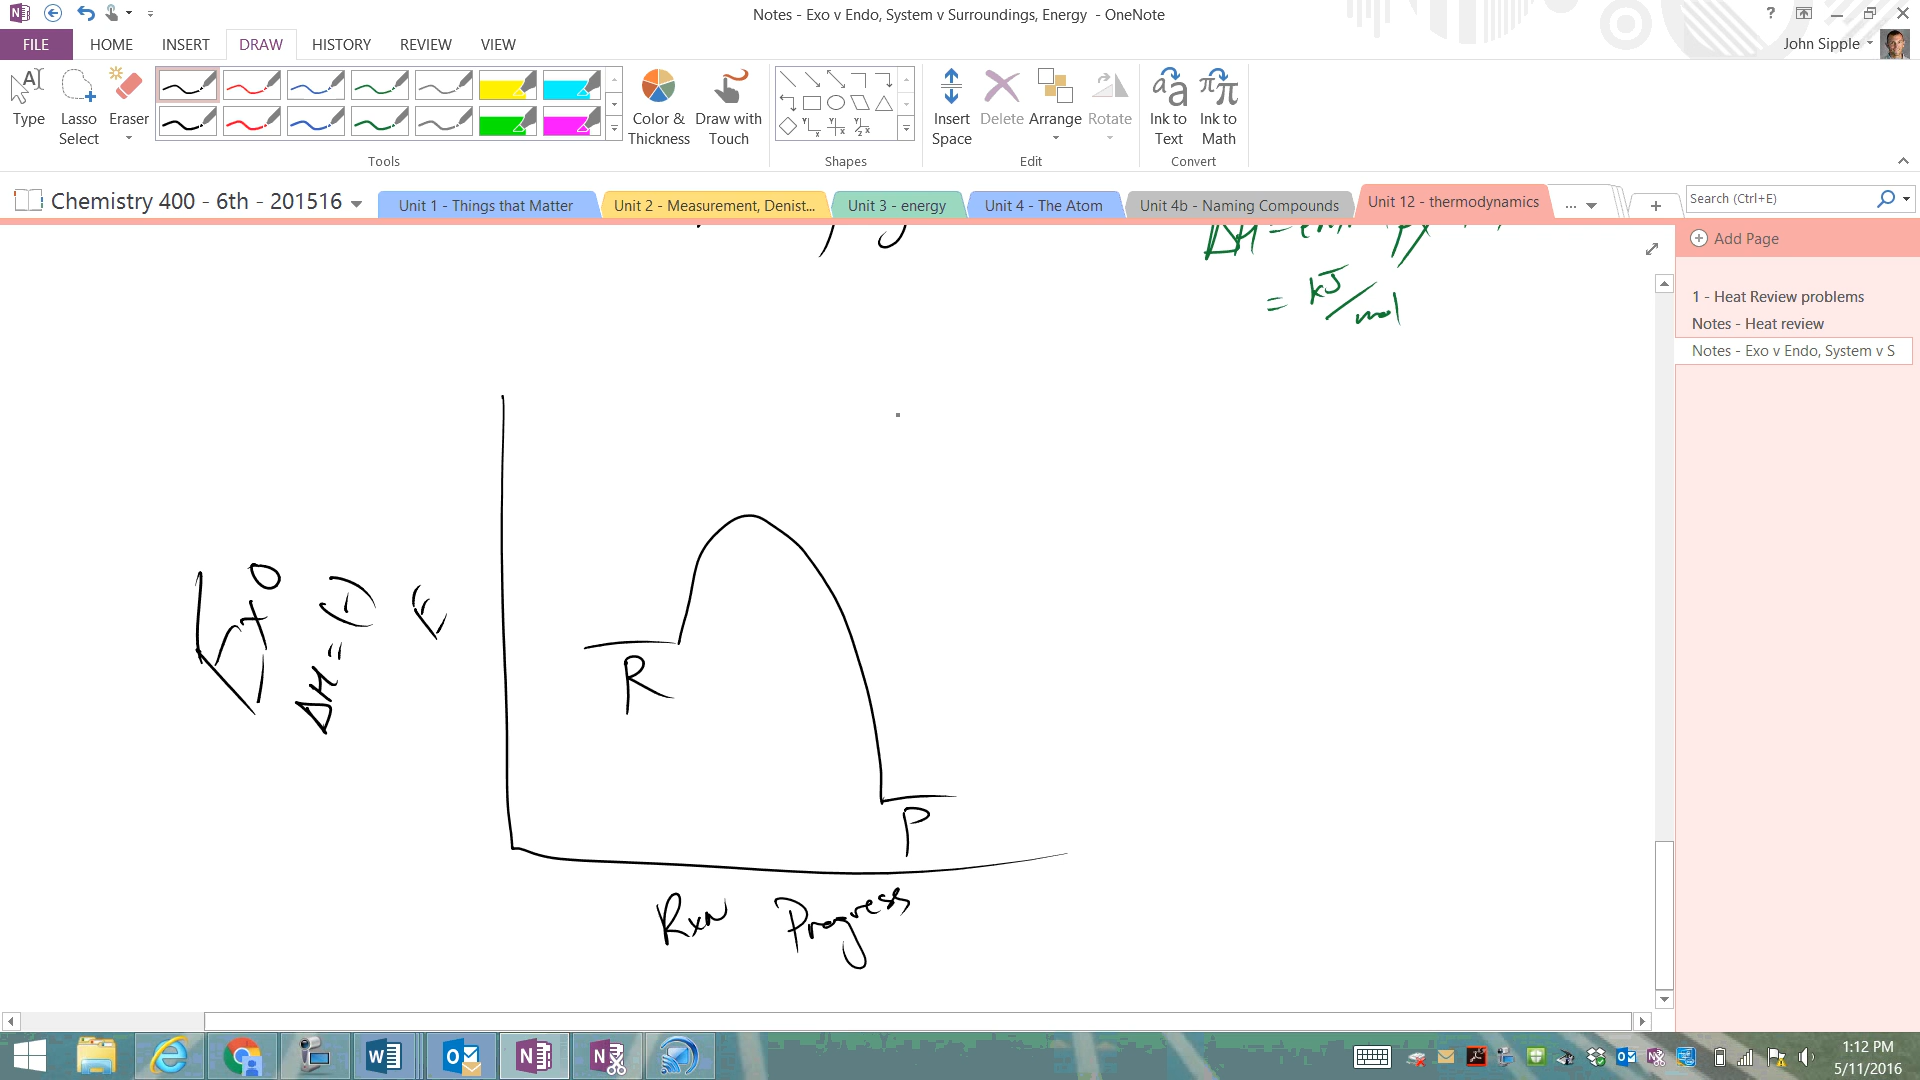 Notes - Exo v Endo, System v Surroundings, Energy - OneNote
?
FILE HOME INSERT DRAW HISTORY REVIEW VIEW
John Sipple
Type
Lasso Select
Eraser
Color & Thickness
Draw with Touch
Insert Space
Delete
Arrange
Rotate
Ink to Text
Ink to Math
Tools
Shapes
Edit
Convert
Chemistry 400 - 6th - 201516
Unit 1 - Things that Matter
Unit 2 - Measurement, Denist...
Unit 3 - energy
Unit 4 - The Atom
Unit 4b - Naming Compounds
Unit 12 - thermodynamics
...
Search (Ctrl+E)
Add Page
1 - Heat Review problems
Notes - Heat review
Notes - Exo v Endo, System v S
ΔH =
= kJ/mol
Exo
ΔH = (-)
E
R
P
Rxn Progress
1:12 PM
5/11/2016